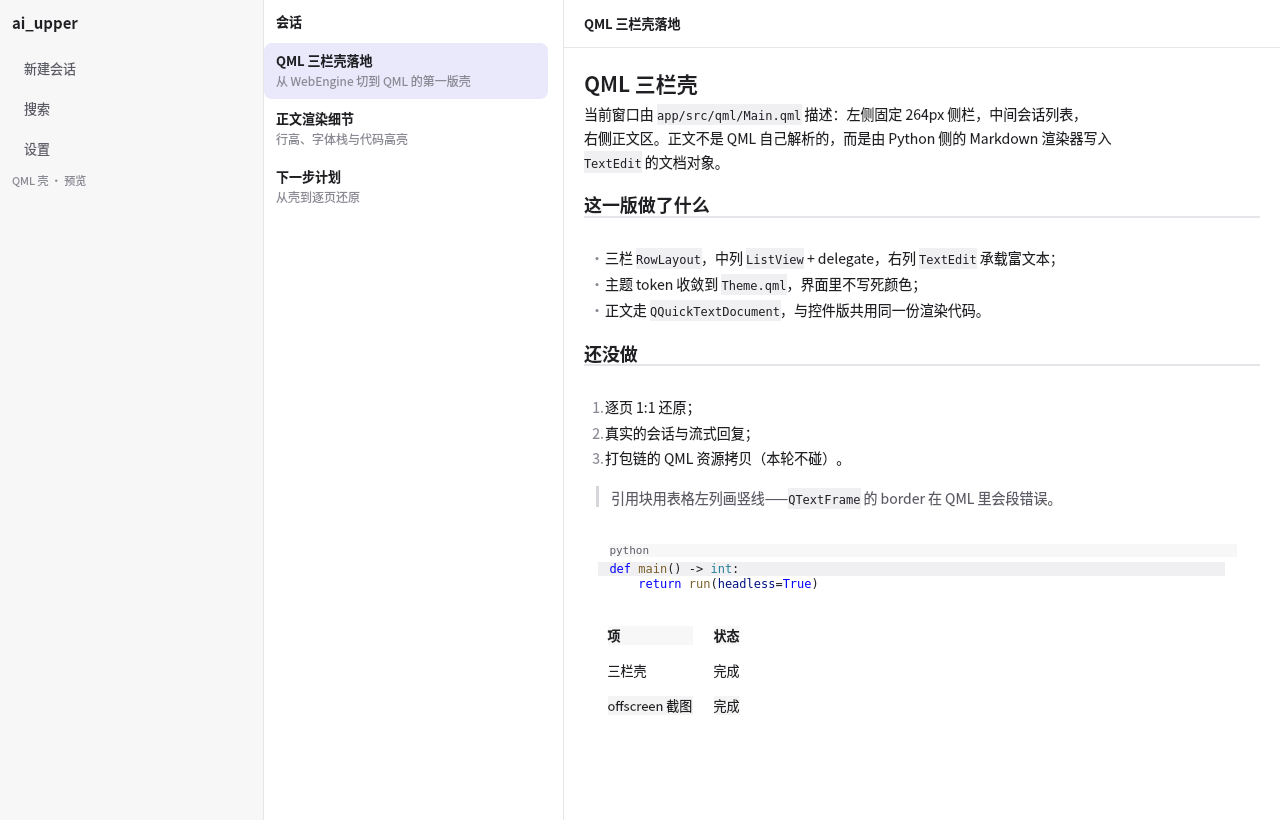 ai_upper
新建会话
搜索
设置
QML 壳 · 预览
会话
QML 三栏壳落地
从 WebEngine 切到 QML 的第一版壳
正文渲染细节
行高、字体栈与代码高亮
下一步计划
从壳到逐页还原
QML 三栏壳落地
QML 三栏壳
当前窗口由 app/src/qml/Main.qml 描述：左侧固定 264px 侧栏，中间会话列表，
右侧正文区。正文不是 QML 自己解析的，而是由 Python 侧的 Markdown 渲染器写入
TextEdit 的文档对象。
这一版做了什么
• 三栏 RowLayout，中列 ListView + delegate，右列 TextEdit 承载富文本；
• 主题 token 收敛到 Theme.qml，界面里不写死颜色；
• 正文走 QQuickTextDocument，与控件版共用同一份渲染代码。
还没做
1. 逐页 1:1 还原；
2. 真实的会话与流式回复；
3. 打包链的 QML 资源拷贝（本轮不碰）。
引用块用表格左列画竖线——QTextFrame 的 border 在 QML 里会段错误。
python
def main() -> int:
    return run(headless=True)
项 状态
三栏壳 完成
offscreen 截图 完成